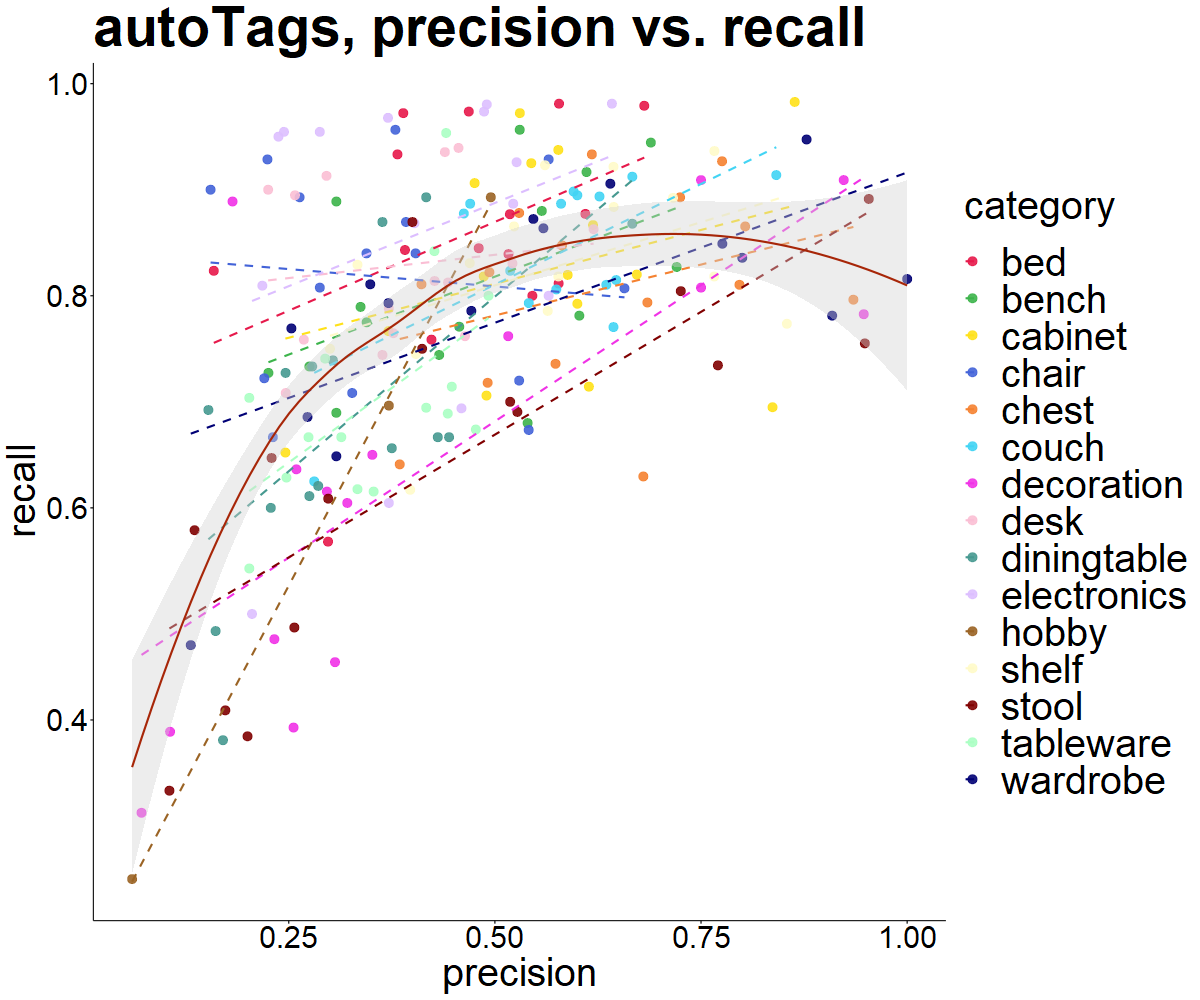 autoTags, precision vs. recall
1.0
0.8
0.6
0.4
recall
0.25
0.50
0.75
1.00
precision
category
bed
bench
cabinet
chair
chest
couch
decoration
desk
diningtable
electronics
hobby
shelf
stool
tableware
wardrobe